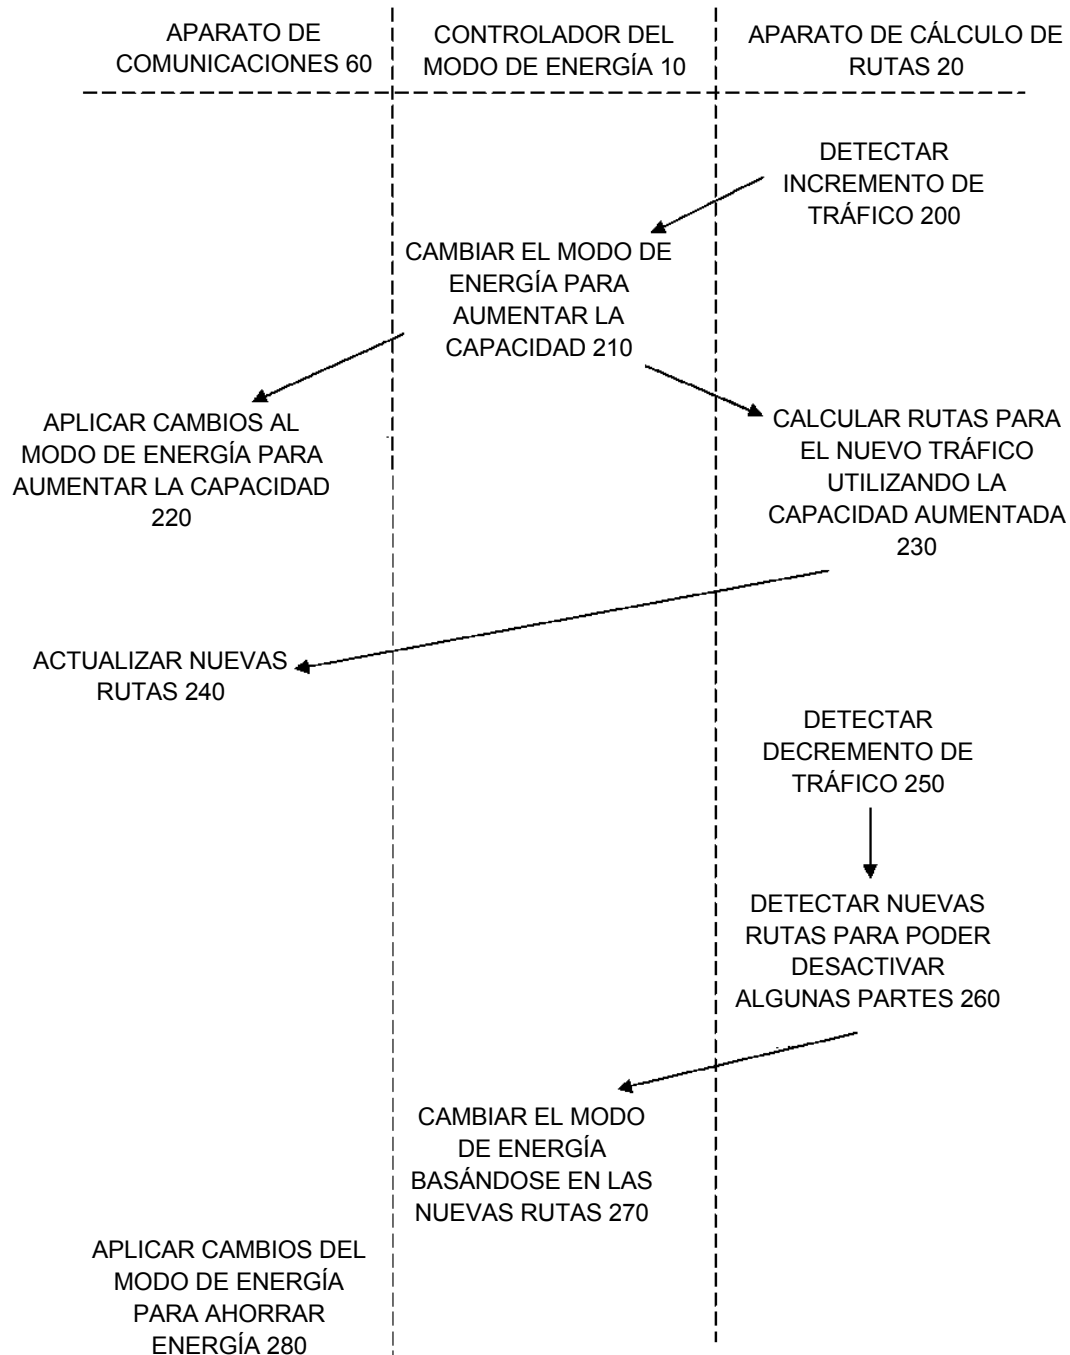 APARATO DE
COMUNICACIONES 60
CONTROLADOR DEL
MODO DE ENERGÍA 10
APARATO DE CÁLCULO DE
RUTAS 20
DETECTAR
INCREMENTO DE
TRÁFICO 200
CAMBIAR EL MODO DE
ENERGÍA PARA
AUMENTAR LA
CAPACIDAD 210
APLICAR CAMBIOS AL
MODO DE ENERGÍA PARA
AUMENTAR LA CAPACIDAD
220
CALCULAR RUTAS PARA
EL NUEVO TRÁFICO
UTILIZANDO LA
CAPACIDAD AUMENTADA
230
ACTUALIZAR NUEVAS
RUTAS 240
DETECTAR
DECREMENTO DE
TRÁFICO 250
DETECTAR NUEVAS
RUTAS PARA PODER
DESACTIVAR
ALGUNAS PARTES 260
CAMBIAR EL MODO
DE ENERGÍA
BASÁNDOSE EN LAS
NUEVAS RUTAS 270
APLICAR CAMBIOS DEL
MODO DE ENERGÍA
PARA AHORRAR
ENERGÍA 280